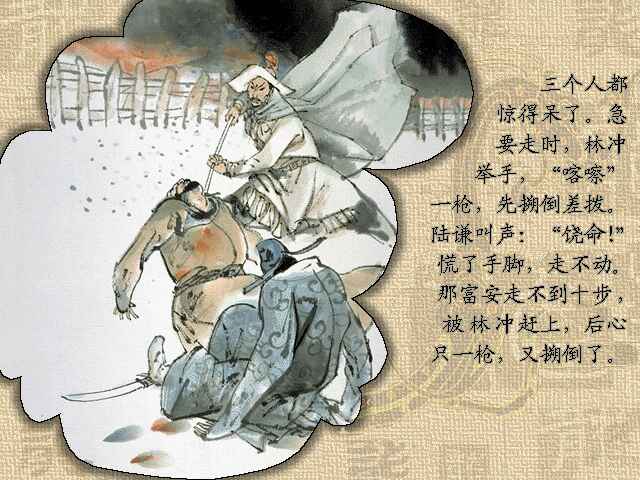 三个人都
惊得呆了。急
要走时，林冲
举手，“喀嚓”
一枪，先搠倒差拨。
陆谦叫声：“饶命！”
慌了手脚，走不动。
那富安走不到十步，
被林冲赶上，后心
只一枪，又搠倒了。